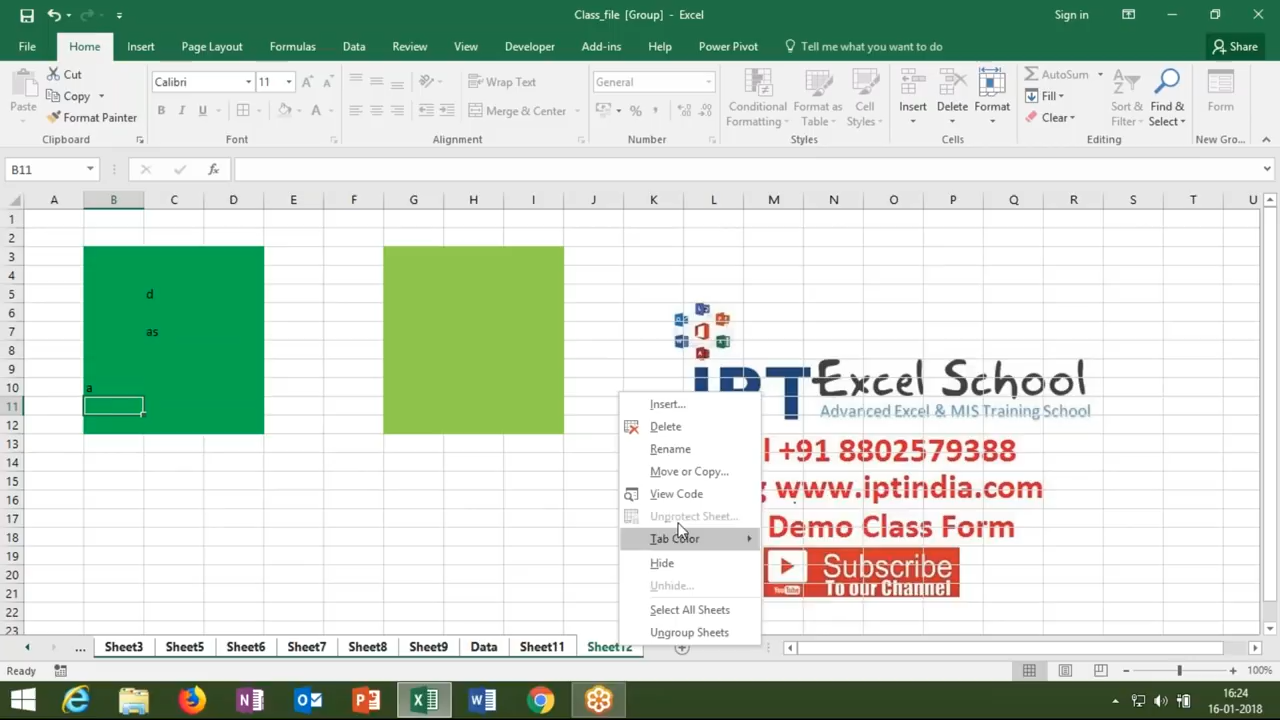 Class_file [Group] - Excel
Sign in
File Home Insert Page Layout Formulas Data Review View Developer Add-ins Help Power Pivot Tell me what you want to do Share
Paste
Cut
Copy
Format Painter
Clipboard
Calibri 11
B I U
Font
Wrap Text
Merge & Center
Alignment
General
%
Number
Conditional Formatting
Format as Table
Cell Styles
Styles
Insert
Delete
Format
Cells
AutoSum
Fill
Clear
Sort & Filter
Find & Select
Editing
Form
New Gro...
B11
fx
A B C D E F G H I J K L M N O P Q R S T U
1
2
3
4
5 d
6
7 as
8
9
10 a
11
12
13
14
15
16
17
18
19
20
21
22
23
IPT Excel School
Advanced Excel & MIS Training School
+91 8802579388
www.iptindia.com
Demo Class Form
Subscribe
YouTube To our Channel
Insert...
Delete
Rename
Move or Copy...
View Code
Unprotect Sheet...
Tab Color
Hide
Unhide...
Select All Sheets
Ungroup Sheets
... Sheet3 Sheet5 Sheet6 Sheet7 Sheet8 Sheet9 Data Sheet11 Sheet12
Ready
100%
16:24
16-01-2018